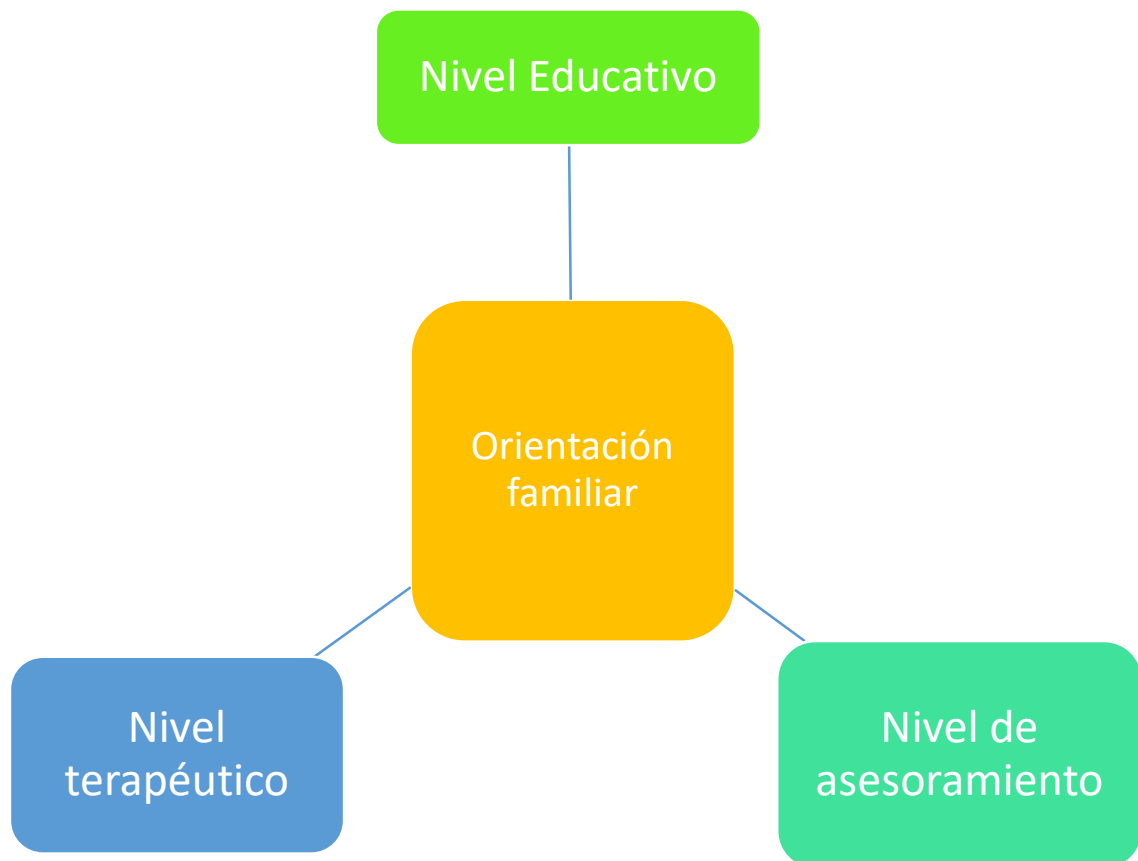 Nivel Educativo
Orientación
familiar
Nivel
terapéutico
Nivel de
asesoramiento